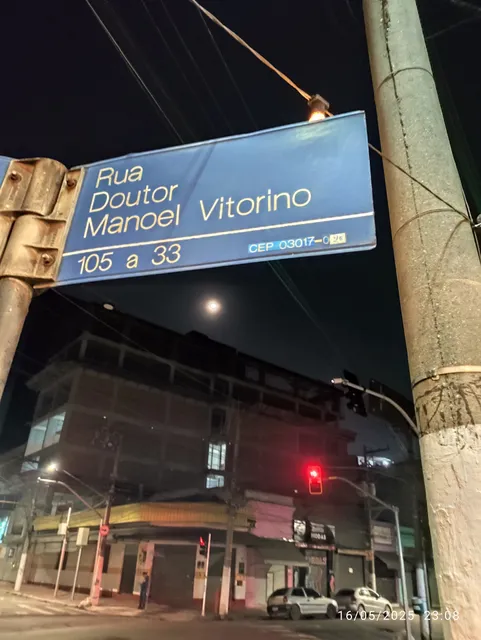 Rua
Doutor
Manoel Vitorino
105 a 33
CEP 03017-0
16/05/2025 23:08